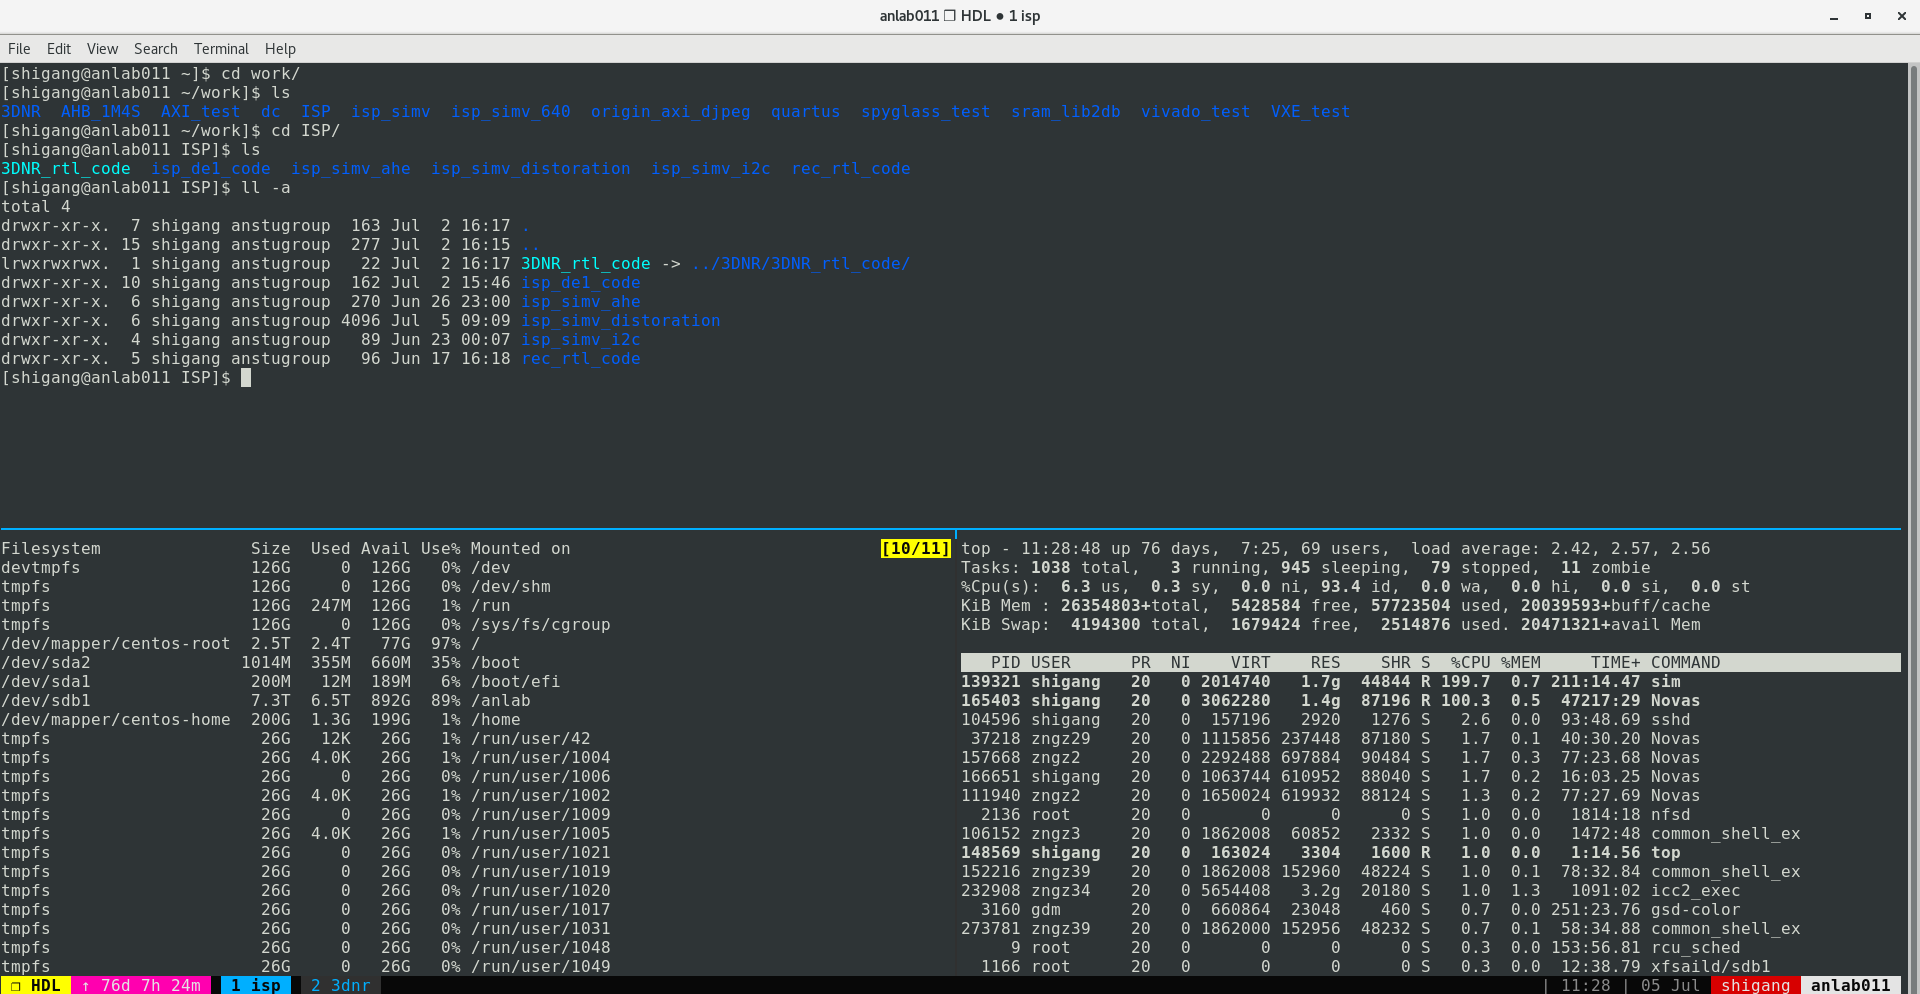 anlab011 ❐ HDL ● 1 isp
File Edit View Search Terminal Help
[shigang@anlab011 ~]$ cd work/
[shigang@anlab011 ~/work]$ ls
3DNR  AHB_1M4S  AXI_test  dc  ISP  isp_simv  isp_simv_640  origin_axi_djpeg  quartus  spyglass_test  sram_lib2db  vivado_test  VXE_test
[shigang@anlab011 ~/work]$ cd ISP/
[shigang@anlab011 ISP]$ ls
3DNR_rtl_code  isp_de1_code  isp_simv_ahe  isp_simv_distoration  isp_simv_i2c  rec_rtl_code
[shigang@anlab011 ISP]$ ll -a
total 4
drwxr-xr-x.  7 shigang anstugroup  163 Jul  2 16:17 .
drwxr-xr-x. 15 shigang anstugroup  277 Jul  2 16:15 ..
lrwxrwxrwx.  1 shigang anstugroup   22 Jul  2 16:17 3DNR_rtl_code -> ../3DNR/3DNR_rtl_code/
drwxr-xr-x. 10 shigang anstugroup  162 Jul  2 15:46 isp_de1_code
drwxr-xr-x.  6 shigang anstugroup  270 Jun 26 23:00 isp_simv_ahe
drwxr-xr-x.  6 shigang anstugroup 4096 Jul  5 09:09 isp_simv_distoration
drwxr-xr-x.  4 shigang anstugroup   89 Jun 23 00:07 isp_simv_i2c
drwxr-xr-x.  5 shigang anstugroup   96 Jun 17 16:18 rec_rtl_code
[shigang@anlab011 ISP]$
Filesystem               Size  Used Avail Use% Mounted on [10/11]
devtmpfs                 126G     0  126G   0% /dev
tmpfs                    126G     0  126G   0% /dev/shm
tmpfs                    126G  247M  126G   1% /run
tmpfs                    126G     0  126G   0% /sys/fs/cgroup
/dev/mapper/centos-root  2.5T  2.4T   77G  97% /
/dev/sda2               1014M  355M  660M  35% /boot
/dev/sda1                200M   12M  189M   6% /boot/efi
/dev/sdb1                7.3T  6.5T  892G  89% /anlab
/dev/mapper/centos-home  200G  1.3G  199G   1% /home
tmpfs                     26G   12K   26G   1% /run/user/42
tmpfs                     26G  4.0K   26G   1% /run/user/1004
tmpfs                     26G     0   26G   0% /run/user/1006
tmpfs                     26G  4.0K   26G   1% /run/user/1002
tmpfs                     26G     0   26G   0% /run/user/1009
tmpfs                     26G  4.0K   26G   1% /run/user/1005
tmpfs                     26G     0   26G   0% /run/user/1021
tmpfs                     26G     0   26G   0% /run/user/1019
tmpfs                     26G     0   26G   0% /run/user/1020
tmpfs                     26G     0   26G   0% /run/user/1017
tmpfs                     26G     0   26G   0% /run/user/1031
tmpfs                     26G     0   26G   0% /run/user/1048
tmpfs                     26G     0   26G   0% /run/user/1049
top - 11:28:48 up 76 days,  7:25, 69 users,  load average: 2.42, 2.57, 2.56
Tasks: 1038 total,   3 running, 945 sleeping,  79 stopped,  11 zombie
%Cpu(s):  6.3 us,  0.3 sy,  0.0 ni, 93.4 id,  0.0 wa,  0.0 hi,  0.0 si,  0.0 st
KiB Mem : 26354803+total,  5428584 free, 57723504 used, 20039593+buff/cache
KiB Swap:  4194300 total,  1679424 free,  2514876 used. 20471321+avail Mem
   PID USER      PR  NI    VIRT    RES    SHR S  %CPU %MEM     TIME+ COMMAND
139321 shigang   20   0 2014740   1.7g  44844 R 199.7  0.7 211:14.47 sim
165403 shigang   20   0 3062280   1.4g  87196 R 100.3  0.5  47217:29 Novas
104596 shigang   20   0  157196   2920   1276 S   2.6  0.0  93:48.69 sshd
 37218 zngz29    20   0 1115856 237448  87180 S   1.7  0.1  40:30.20 Novas
157668 zngz2     20   0 2292488 697884  90484 S   1.7  0.3  77:23.68 Novas
166651 shigang   20   0 1063744 610952  88040 S   1.7  0.2  16:03.25 Novas
111940 zngz2     20   0 1650024 619932  88124 S   1.3  0.2  77:27.69 Novas
  2136 root      20   0       0      0      0 S   1.0  0.0   1814:18 nfsd
106152 zngz3     20   0 1862008  60852   2332 S   1.0  0.0   1472:48 common_shell_ex
148569 shigang   20   0  163024   3304   1600 R   1.0  0.0   1:14.56 top
152216 zngz39    20   0 1862008 152960  48224 S   1.0  0.1  78:32.84 common_shell_ex
232908 zngz34    20   0 5654408   3.2g  20180 S   1.0  1.3   1091:02 icc2_exec
  3160 gdm       20   0  660864  23048    460 S   0.7  0.0 251:23.76 gsd-color
273781 zngz39    20   0 1862000 152956  48232 S   0.7  0.1  58:34.88 common_shell_ex
     9 root      20   0       0      0      0 S   0.3  0.0 153:56.81 rcu_sched
  1166 root      20   0       0      0      0 S   0.3  0.0  12:38.79 xfsaild/sdb1
❐ HDL ↑ 76d 7h 24m 1 isp 2 3dnr | 11:28 | 05 Jul shigang anlab011